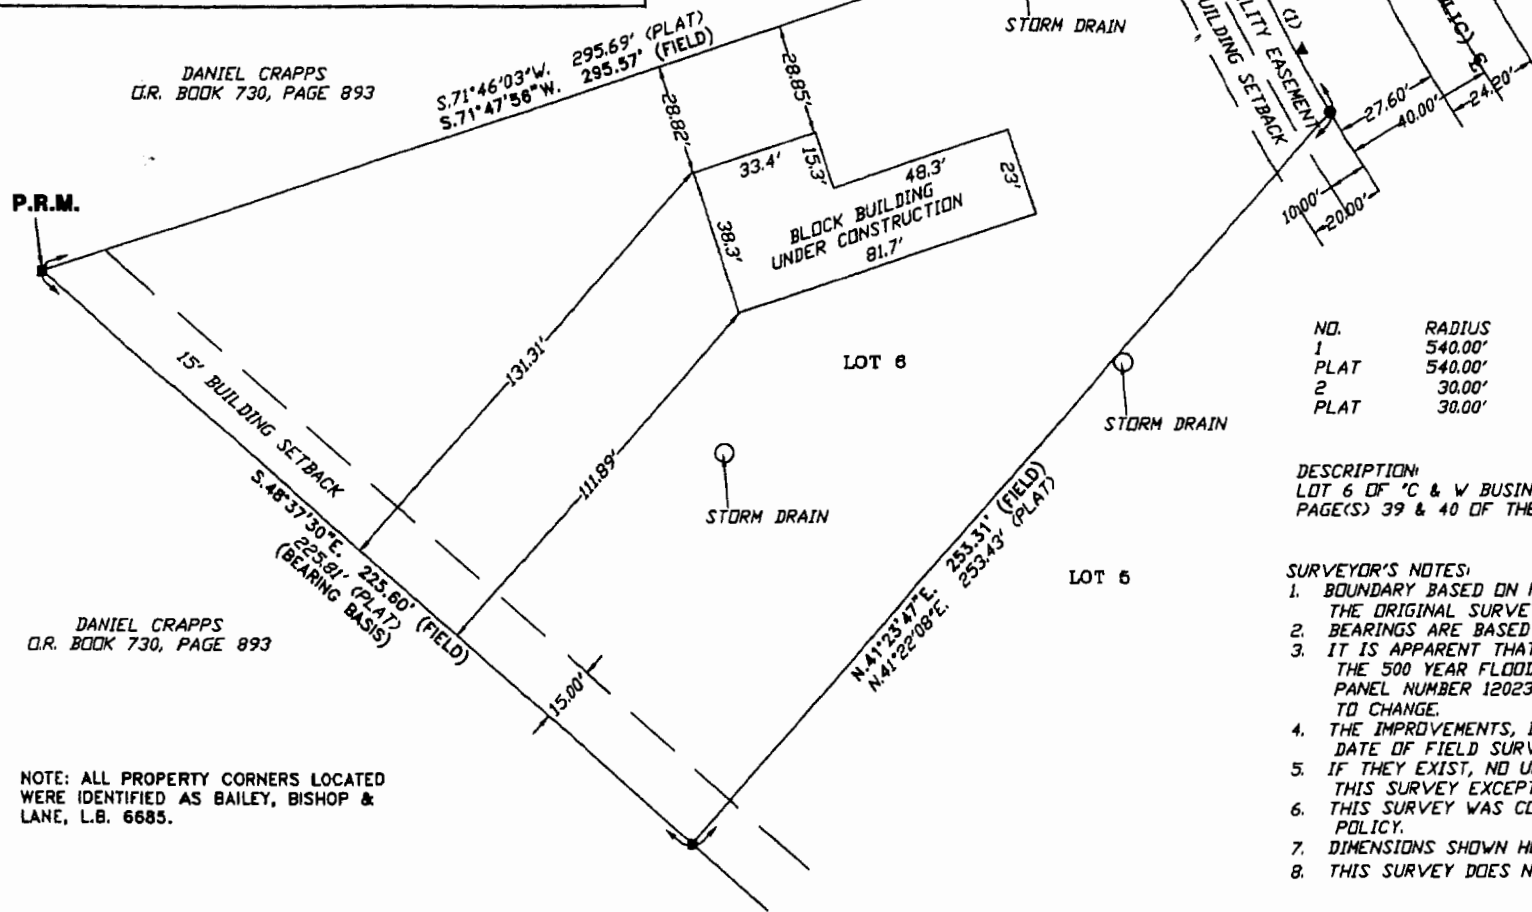 DANIEL CRAPPS
O.R. BOOK 730, PAGE 893
S.71°46'03"W. 295.69' (PLAT)
S.71°47'56"W. 295.57' (FIELD)
STORM DRAIN
(1)
UTILITY EASEMENT
BUILDING SETBACK
27.60'
40.00'
24.20'
10.00'
20.00'
28.82'
28.85'
33.4'
15.3'
48.3'
23'
38.3'
BLOCK BUILDING
UNDER CONSTRUCTION
81.7'
P.R.M.
15' BUILDING SETBACK
131.31'
111.89'
LOT 6
STORM DRAIN
STORM DRAIN
S.48°37'30"E. 225.60' (FIELD)
225.81' (PLAT)
(BEARING BASIS)
15.00'
N.41°23'47"E. 253.31' (FIELD)
N.41°22'08"E. 253.43' (PLAT)
LOT 5
DANIEL CRAPPS
O.R. BOOK 730, PAGE 893
NOTE: ALL PROPERTY CORNERS LOCATED
WERE IDENTIFIED AS BAILEY, BISHOP &
LANE, L.B. 6685.
NO. RADIUS
1 540.00'
PLAT 540.00'
2 30.00'
PLAT 30.00'
DESCRIPTION:
LOT 6 OF "C & W BUSIN
PAGE(S) 39 & 40 OF THE
SURVEYOR'S NOTES:
1. BOUNDARY BASED ON
THE ORIGINAL SURVE
2. BEARINGS ARE BASED
3. IT IS APPARENT THAT
THE 500 YEAR FLOOD
PANEL NUMBER 12023
TO CHANGE.
4. THE IMPROVEMENTS, I
DATE OF FIELD SURV
5. IF THEY EXIST, NO U
THIS SURVEY EXCEPT
6. THIS SURVEY WAS CO
POLICY.
7. DIMENSIONS SHOWN HE
8. THIS SURVEY DOES N